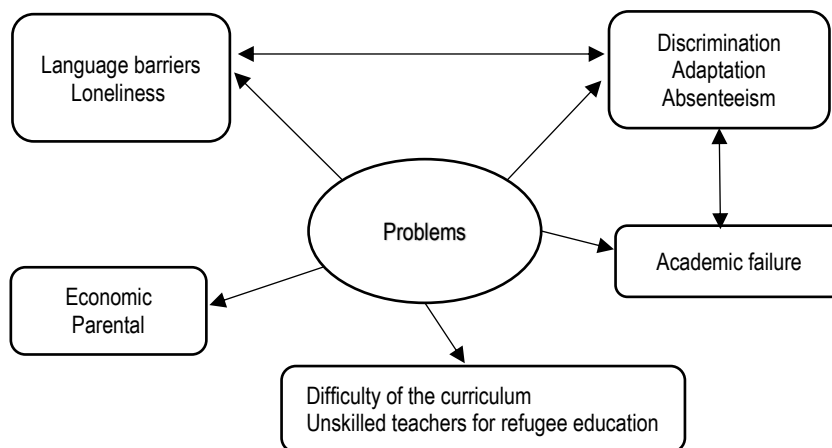 Language barriers
Loneliness
Discrimination
Adaptation
Absenteeism
Problems
Academic failure
Economic
Parental
Difficulty of the curriculum
Unskilled teachers for refugee education